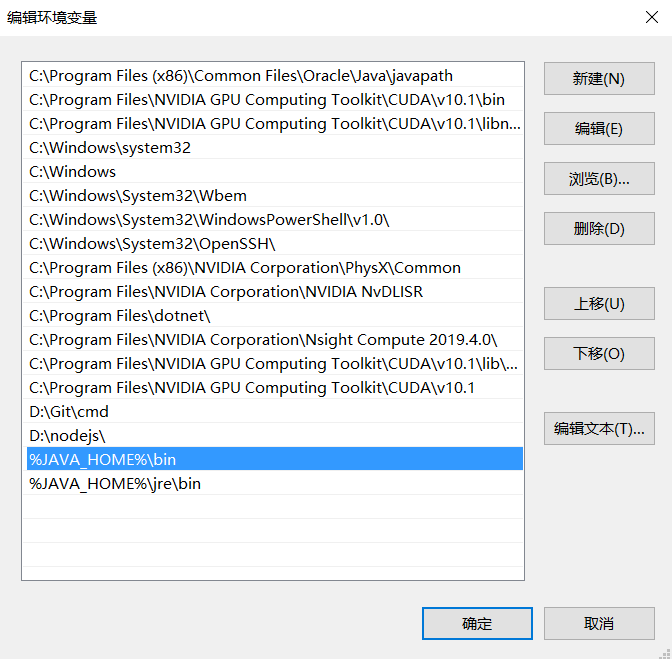 编辑环境变量
C:\Program Files (x86)\Common Files\Oracle\Java\javapath
C:\Program Files\NVIDIA GPU Computing Toolkit\CUDA\v10.1\bin
C:\Program Files\NVIDIA GPU Computing Toolkit\CUDA\v10.1\libn...
C:\Windows\system32
C:\Windows
C:\Windows\System32\Wbem
C:\Windows\System32\WindowsPowerShell\v1.0\
C:\Windows\System32\OpenSSH\
C:\Program Files (x86)\NVIDIA Corporation\PhysX\Common
C:\Program Files\NVIDIA Corporation\NVIDIA NvDLISR
C:\Program Files\dotnet\
C:\Program Files\NVIDIA Corporation\Nsight Compute 2019.4.0\
C:\Program Files\NVIDIA GPU Computing Toolkit\CUDA\v10.1\lib\...
C:\Program Files\NVIDIA GPU Computing Toolkit\CUDA\v10.1
D:\Git\cmd
D:\nodejs\
%JAVA_HOME%\bin
%JAVA_HOME%\jre\bin
新建(N)
编辑(E)
浏览(B)...
删除(D)
上移(U)
下移(O)
编辑文本(T)...
确定
取消